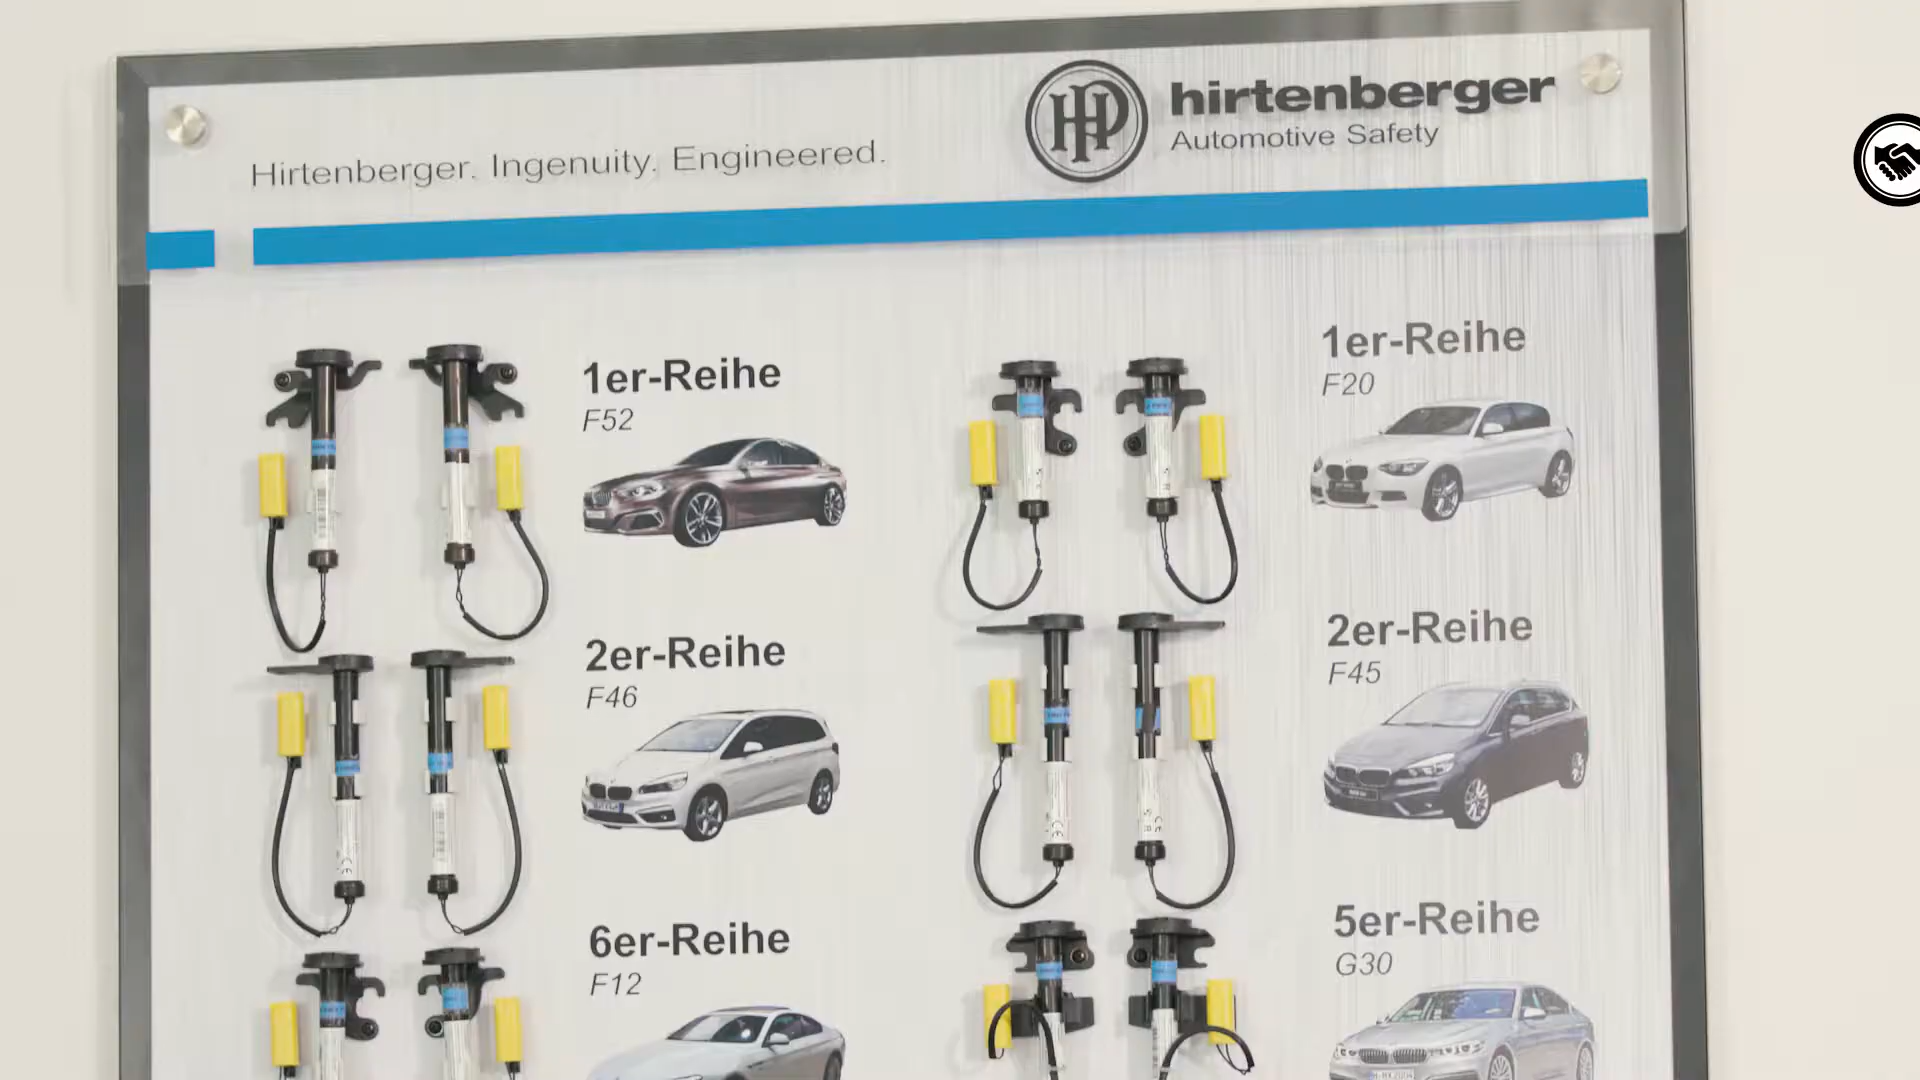 Hirtenberger. Ingenuity. Engineered.
HP
hirtenberger
Automotive Safety
1er-Reihe
F52
1er-Reihe
F20
2er-Reihe
F46
2er-Reihe
F45
6er-Reihe
F12
5er-Reihe
G30